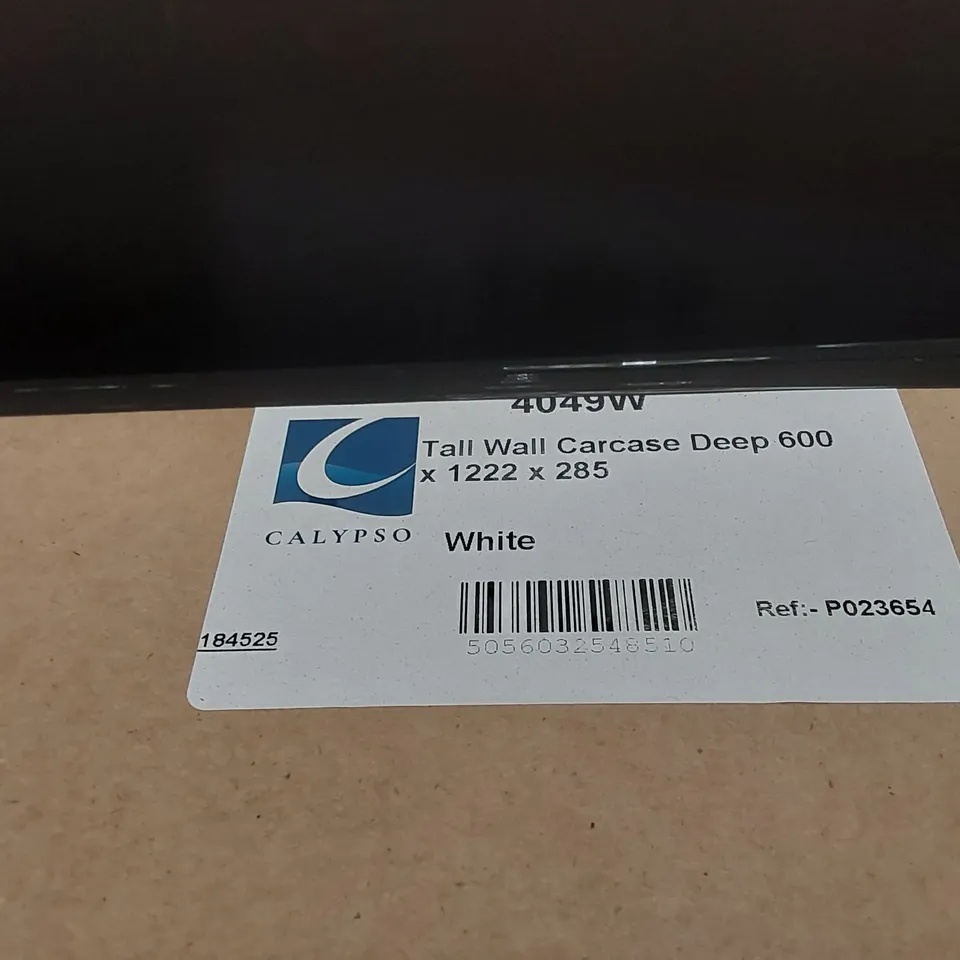 4049W
Tall Wall Carcase Deep 600
x 1222 x 285
CALYPSO
White
Ref:- P023654
184525
5056032548510